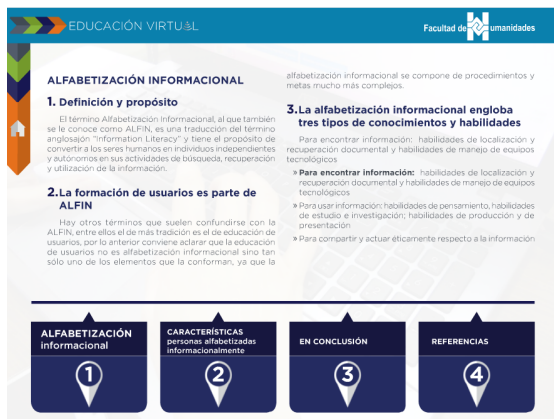 EDUCACIÓN VIRTUAL
Facultad de Humanidades
ALFABETIZACIÓN INFORMACIONAL
1. Definición y propósito
El término Alfabetización Informacional, al que también
se le conoce como ALFIN, es una traducción del término
anglosajón "Information Literacy" y tiene el propósito de
convertir a los seres humanos en individuos independientes
y autónomos en sus actividades de búsqueda, recuperación
y utilización de la información.
2.La formación de usuarios es parte de
ALFIN
Hay otros términos que suelen confundirse con la
ALFIN, entre ellos el de más tradición es el de educación de
usuarios, por lo anterior conviene aclarar que la educación
de usuarios no es alfabetización informacional sino tan
sólo uno de los elementos que la conforman, ya que la
alfabetización informacional se compone de procedimientos y
metas mucho más complejos.
3.La alfabetización informacional engloba
tres tipos de conocimientos y habilidades
Para encontrar información: habilidades de localización y
recuperación documental y habilidades de manejo de equipos
tecnológicos
» Para encontrar información: habilidades de localización y
recuperación documental y habilidades de manejo de equipos
tecnológicos
» Para usar información: habilidades de pensamiento, habilidades
de estudio e investigación; habilidades de producción y de
presentación
» Para compartir y actuar éticamente respecto a la información
ALFABETIZACIÓN
informacional
1
CARACTERÍSTICAS
personas alfabetizadas
informacionalmente
2
EN CONCLUSIÓN
3
REFERENCIAS
4